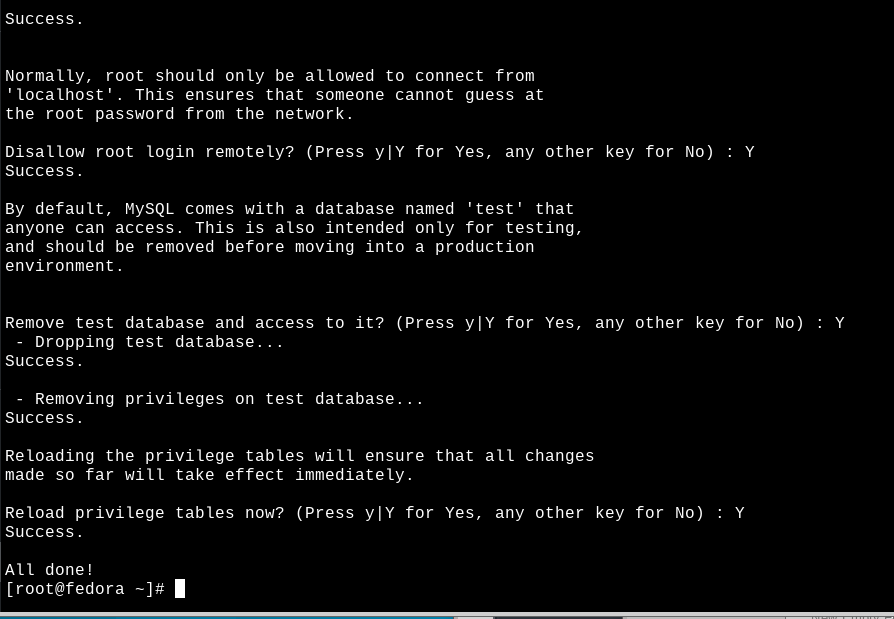 Success.
Normally, root should only be allowed to connect from
'localhost'. This ensures that someone cannot guess at
the root password from the network.
Disallow root login remotely? (Press y|Y for Yes, any other key for No) : Y
Success.
By default, MySQL comes with a database named 'test' that
anyone can access. This is also intended only for testing,
and should be removed before moving into a production
environment.
Remove test database and access to it? (Press y|Y for Yes, any other key for No) : Y
 - Dropping test database...
Success.
 - Removing privileges on test database...
Success.
Reloading the privilege tables will ensure that all changes
made so far will take effect immediately.
Reload privilege tables now? (Press y|Y for Yes, any other key for No) : Y
Success.
All done!
[root@fedora ~]#